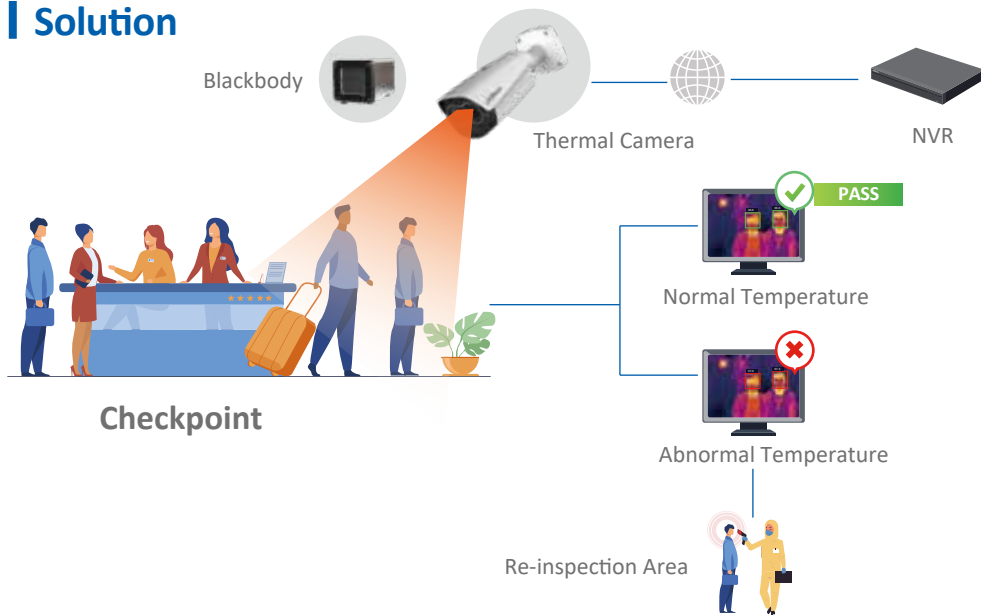 Solution
Blackbody
Thermal Camera
NVR
PASS
Normal Temperature
Checkpoint
Abnormal Temperature
Re-inspection Area